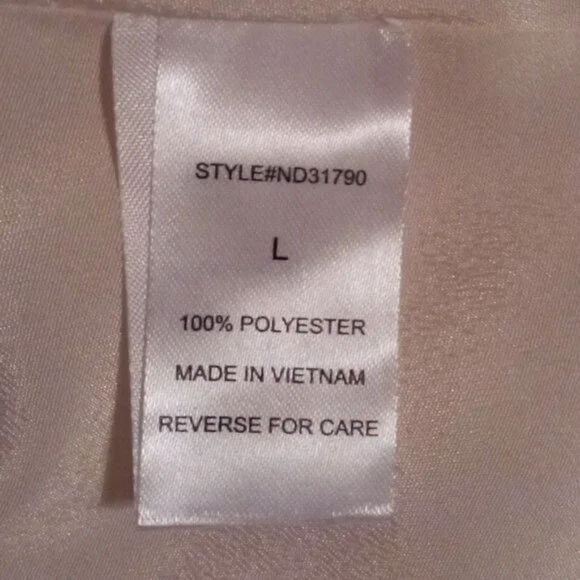 STYLE#ND31790
L
100% POLYESTER
MADE IN VIETNAM
REVERSE FOR CARE